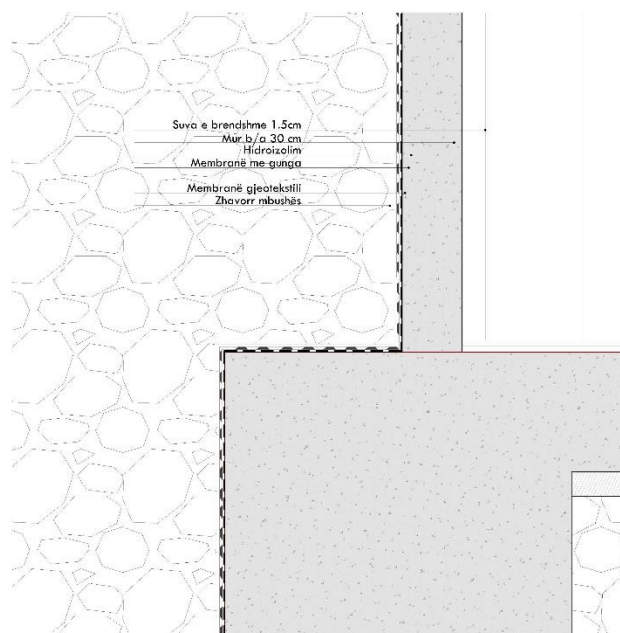 Suva e brendshme 1.5cm
Mur b/a 30 cm
Hidroizolim
Membranë me gunga
Membranë gjeotekstili
Zhavorr mbushës